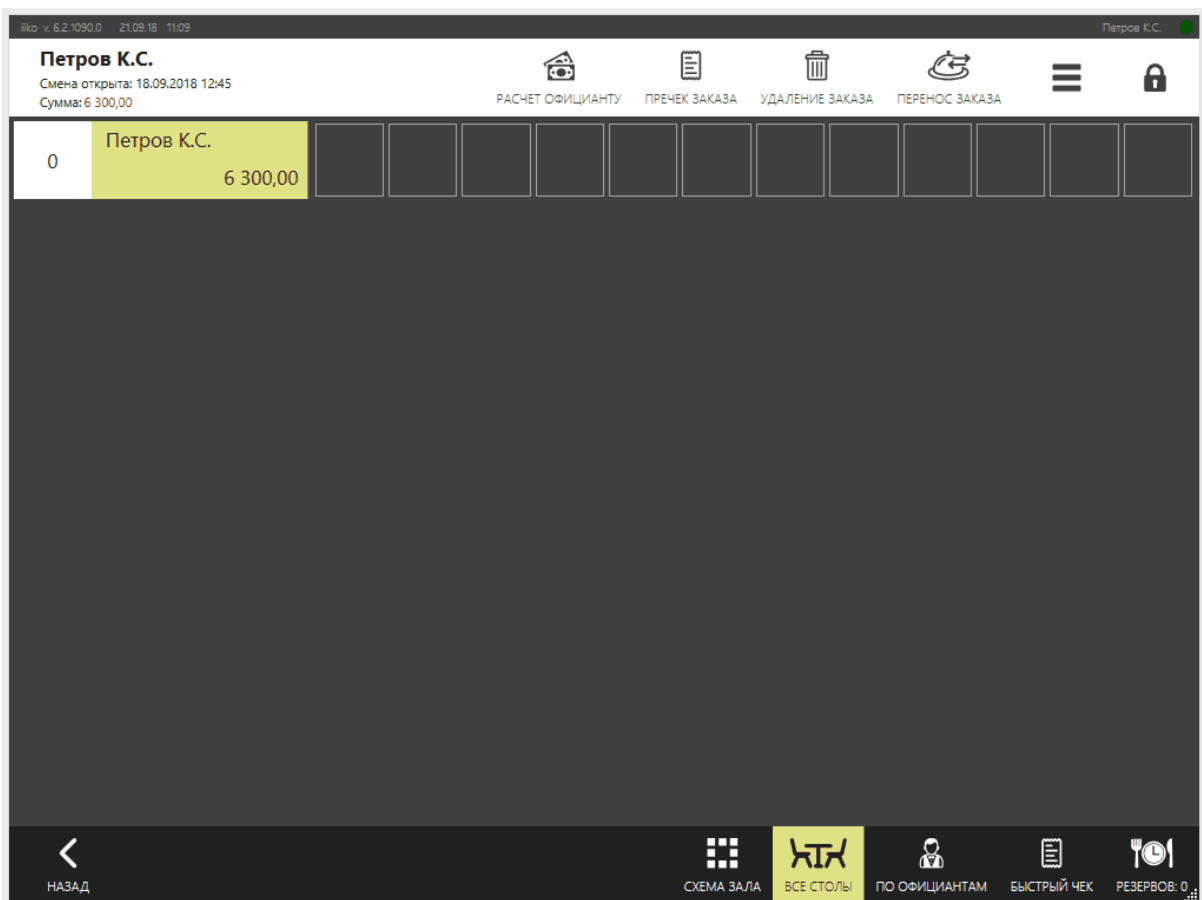 iiko v. 6.2.1090.0 21.09.18 11:09 Петров К.С.
Петров К.С.
Смена открыта: 18.09.2018 12:45
Сумма: 6 300,00
РАСЧЕТ ОФИЦИАНТУ ПРЕЧЕК ЗАКАЗА УДАЛЕНИЕ ЗАКАЗА ПЕРЕНОС ЗАКАЗА
0 Петров К.С.
6 300,00
НАЗАД СХЕМА ЗАЛА ВСЕ СТОЛЫ ПО ОФИЦИАНТАМ БЫСТРЫЙ ЧЕК РЕЗЕРВОВ: 0